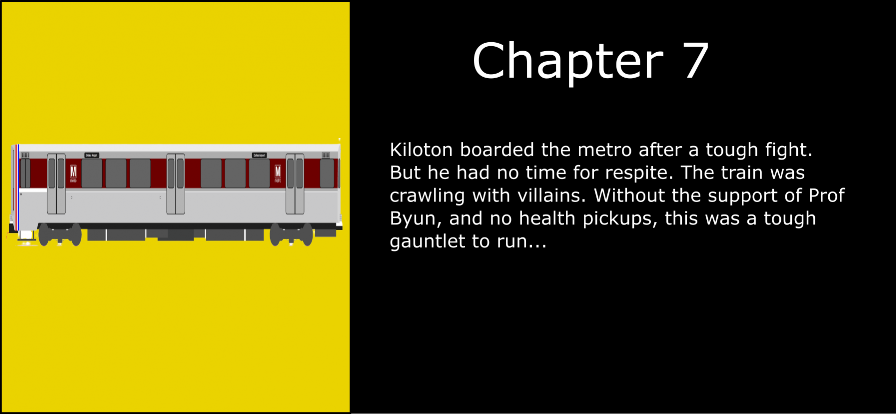 Chapter 7
Kiloton boarded the metro after a tough fight.
But he had no time for respite. The train was
crawling with villains. Without the support of Prof
Byun, and no health pickups, this was a tough
gauntlet to run...
M
M